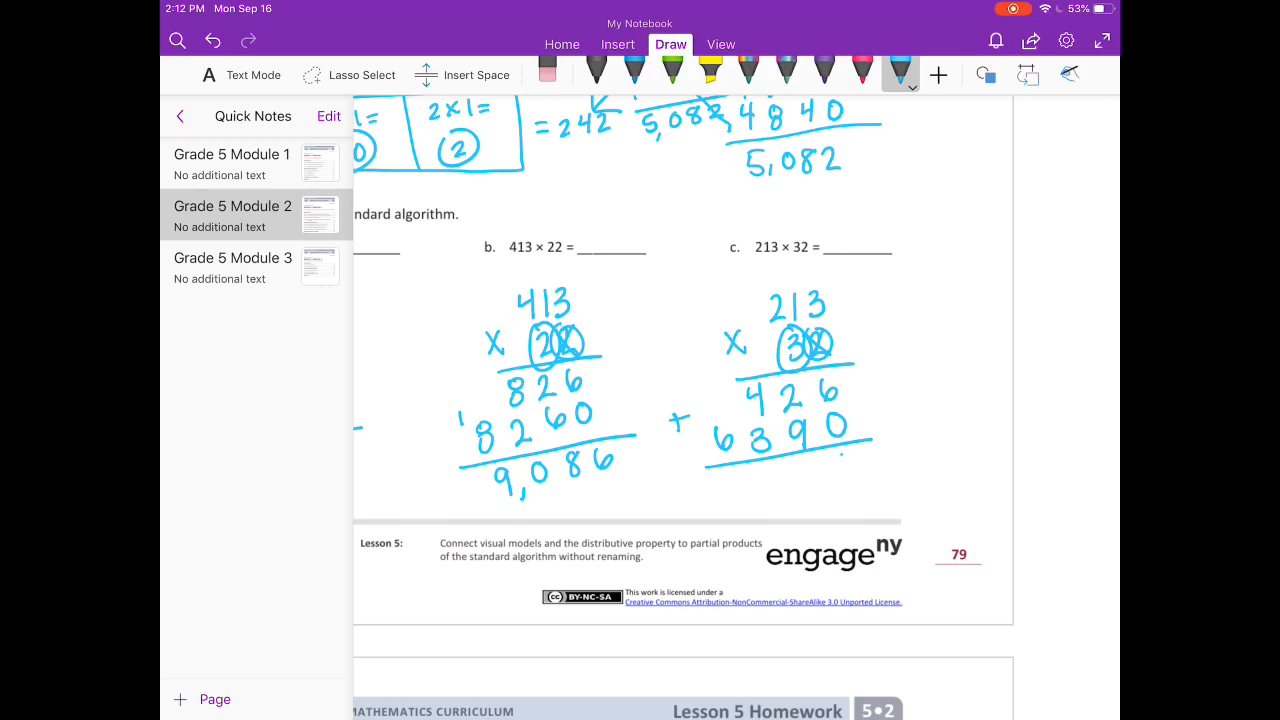 2:12 PM Mon Sep 16
53%
My Notebook
Home Insert Draw View
Text Mode Lasso Select Insert Space
Quick Notes Edit
Grade 5 Module 1
No additional text
Grade 5 Module 2
No additional text
Grade 5 Module 3
No additional text
+ Page
2 x 1 =
2
= 242
5,082
4840
5,082
ndard algorithm.
b. 413 × 22 = __________
c. 213 × 32 = __________
413
x 22
826
1
8260
9,086
213
x 32
426
+ 6390
Lesson 5: Connect visual models and the distributive property to partial products
of the standard algorithm without renaming.
engage ny
79
cc BY-NC-SA
This work is licensed under a
Creative Commons Attribution-NonCommercial-ShareAlike 3.0 Unported License.
MATHEMATICS CURRICULUM
Lesson 5 Homework 5•2